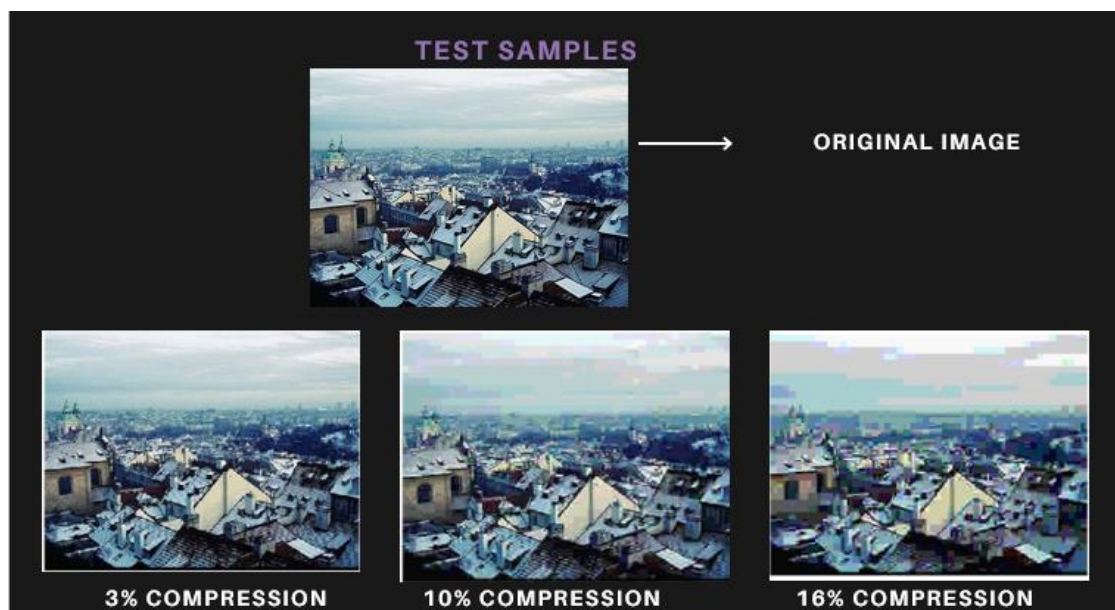 TEST SAMPLES
ORIGINAL IMAGE
3% COMPRESSION
10% COMPRESSION
16% COMPRESSION